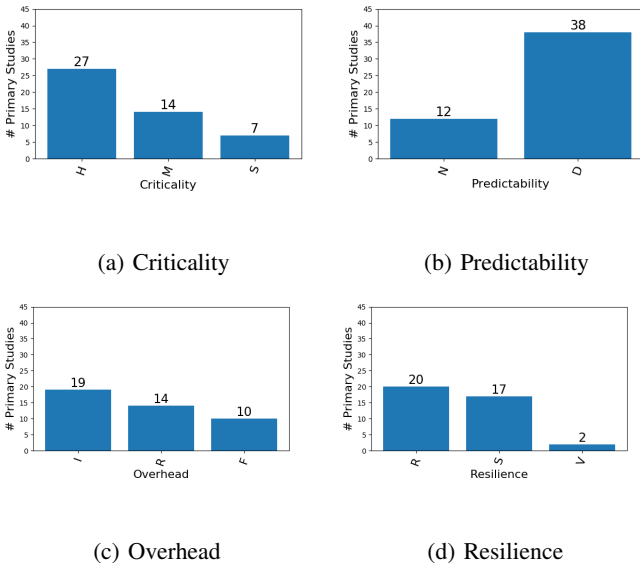 45
40
35
30
25
20
15
10
5
0
# Primary Studies
27
14
7
H
M
S
Criticality
(a) Criticality
45
40
35
30
25
20
15
10
5
0
# Primary Studies
12
38
N
D
Predictability
(b) Predictability
45
40
35
30
25
20
15
10
5
0
# Primary Studies
19
14
10
I
R
F
Overhead
(c) Overhead
45
40
35
30
25
20
15
10
5
0
# Primary Studies
20
17
2
R
S
V
Resilience
(d) Resilience